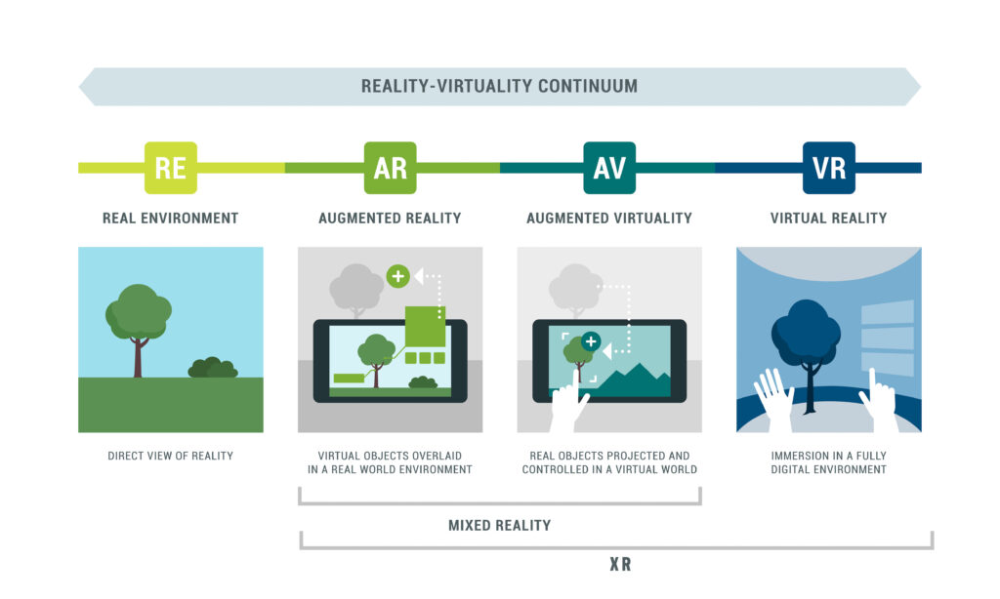 REALITY-VIRTUALITY CONTINUUM
RE
AR
AV
VR
REAL ENVIRONMENT
AUGMENTED REALITY
AUGMENTED VIRTUALITY
VIRTUAL REALITY
DIRECT VIEW OF REALITY
VIRTUAL OBJECTS OVERLAID
IN A REAL WORLD ENVIRONMENT
REAL OBJECTS PROJECTED AND
CONTROLLED IN A VIRTUAL WORLD
IMMERSION IN A FULLY
DIGITAL ENVIRONMENT
MIXED REALITY
XR